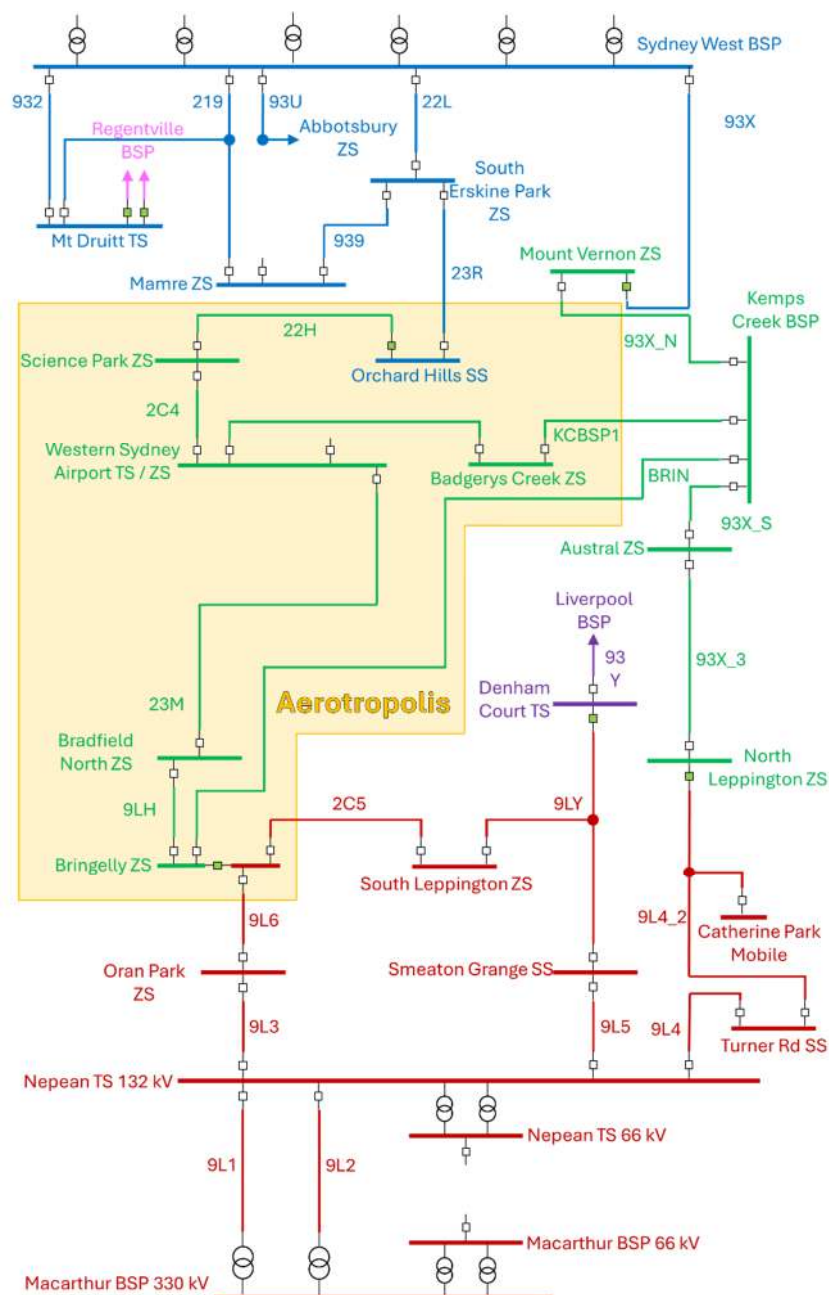 Sydney West BSP
932
219
93U
22L
93X
Regentville
BSP
Abbotsbury
ZS
South
Erskine Park
ZS
Mt Druitt TS
939
23R
Mamre ZS
Mount Vernon ZS
Kemps
Creek BSP
22H
93X_N
Science Park ZS
Orchard Hills SS
2C4
Western Sydney
Airport TS / ZS
KCBSP1
Badgerys Creek ZS
BRIN
93X_S
Austral ZS
Liverpool
BSP
93
Y
93X_3
Denham
Court TS
Aerotropolis
23M
Bradfield
North ZS
North
Leppington ZS
9LH
2C5
9LY
Bringelly ZS
South Leppington ZS
9L6
9L4_2
Catherine Park
Mobile
Oran Park
ZS
Smeaton Grange SS
9L3
9L5
9L4
Turner Rd SS
Nepean TS 132 kV
Nepean TS 66 kV
9L1
9L2
Macarthur BSP 66 kV
Macarthur BSP 330 kV